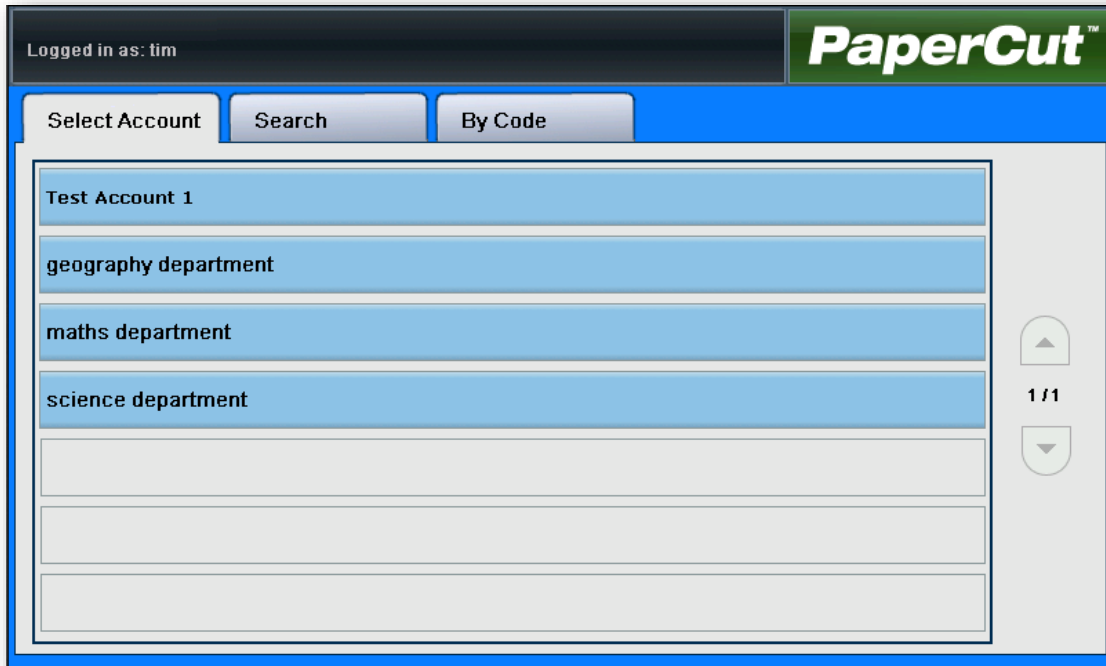 Logged in as: tim
PaperCut™
Select Account
Search
By Code
Test Account 1
geography department
maths department
science department
1/1